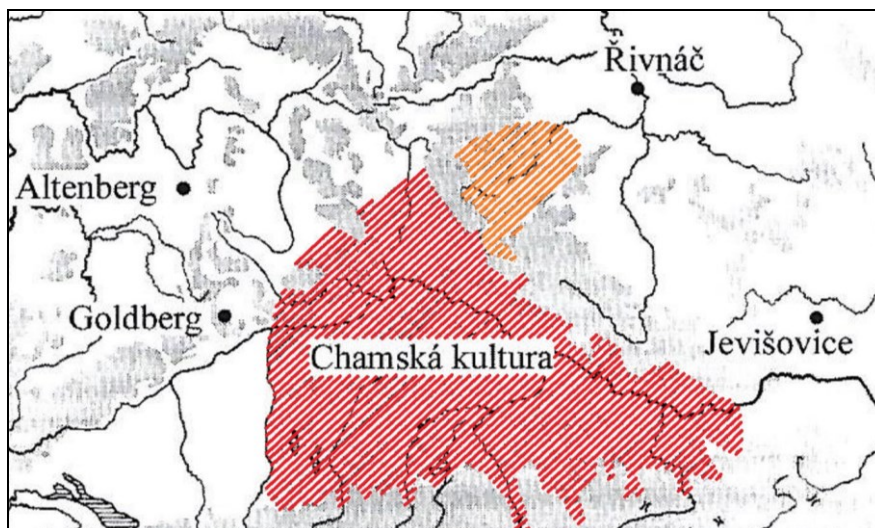 Řivnáč
Altenberg
Goldberg
Chamská kultura
Jevišovice